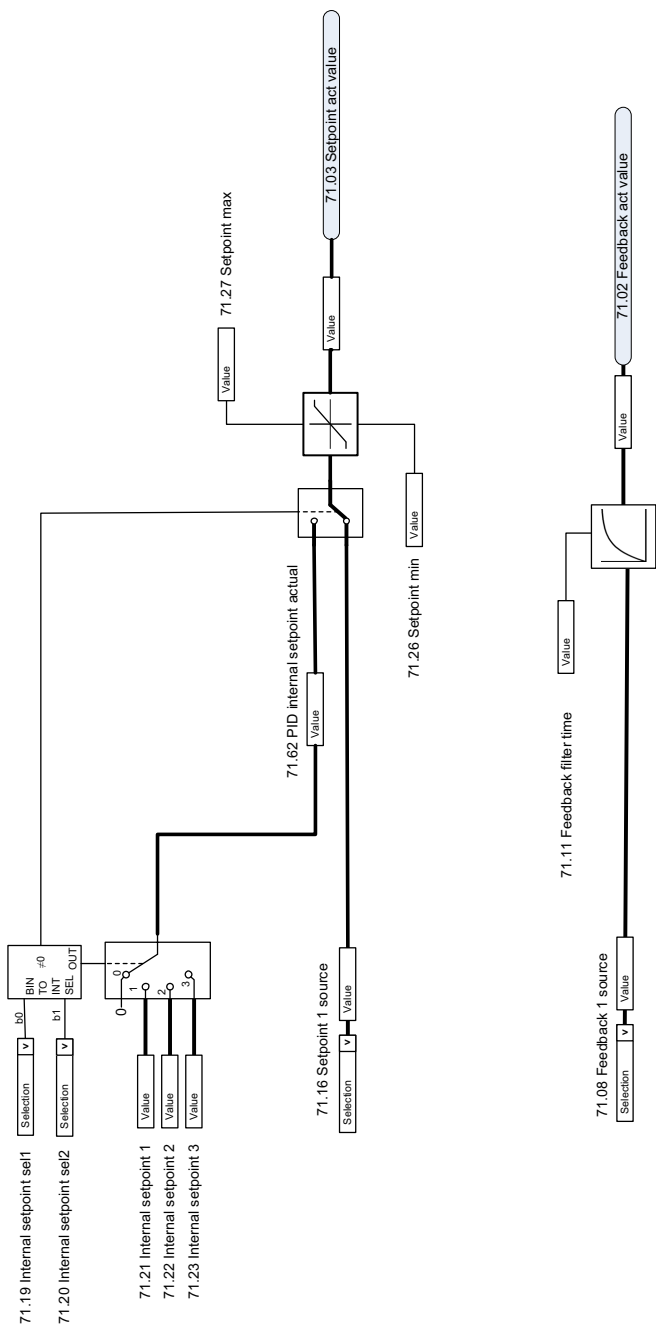 71.19 Internal setpoint sel1
Selection
v
b0
71.20 Internal setpoint sel2
Selection
v
b1
BIN
TO
INT
SEL
≠0
OUT
71.21 Internal setpoint 1
Value
71.22 Internal setpoint 2
Value
71.23 Internal setpoint 3
Value
0
0
1
2
3
71.62 PID internal setpoint actual
Value
71.16 Setpoint 1 source
Selection
v
Value
71.27 Setpoint max
Value
71.26 Setpoint min
Value
Value
71.03 Setpoint act value
71.11 Feedback filter time
Value
71.08 Feedback 1 source
Selection
v
Value
Value
71.02 Feedback act value